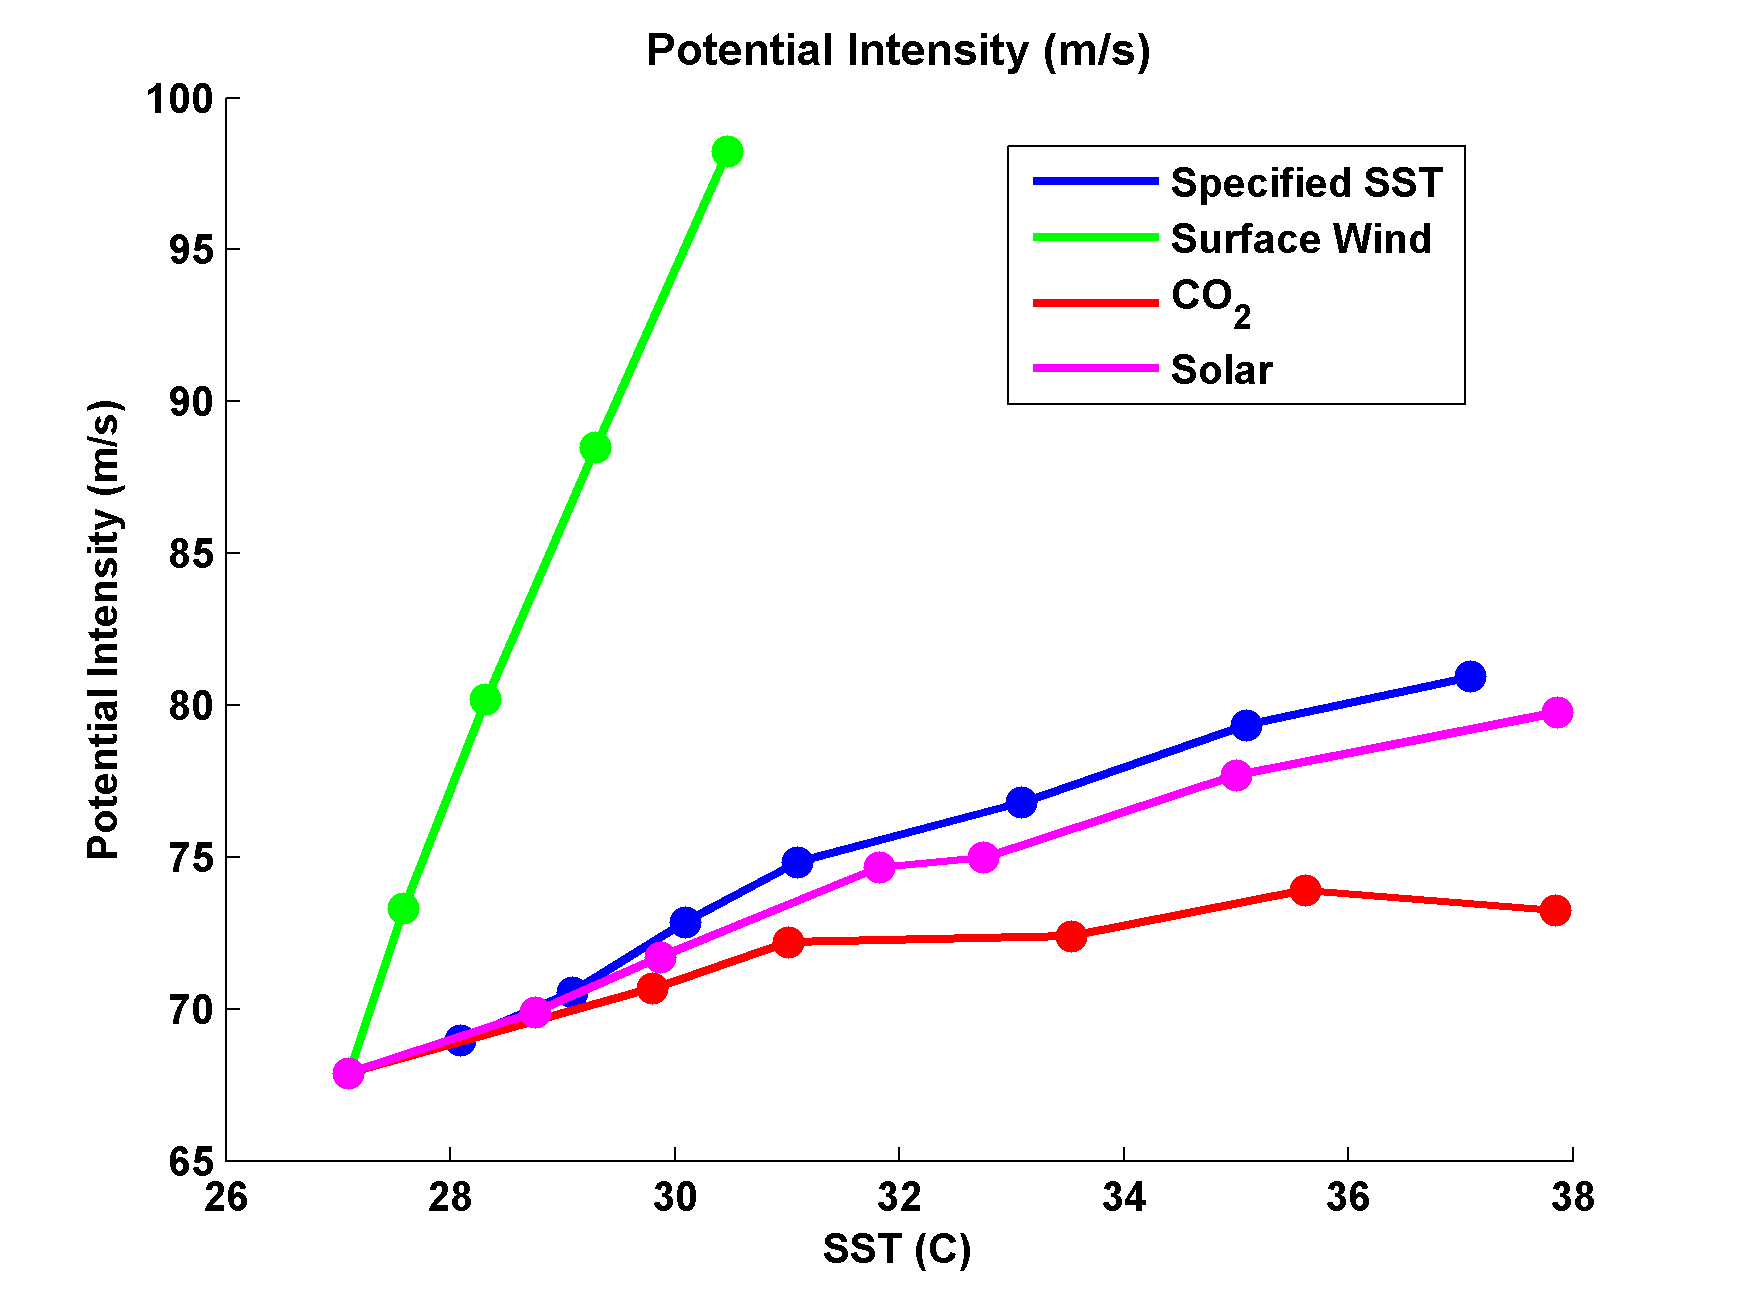 Potential Intensity (m/s)
100
95
90
85
80
75
70
65
Potential Intensity (m/s)
Specified SST
Surface Wind
CO2
Solar
26 28 30 32 34 36 38
SST (C)